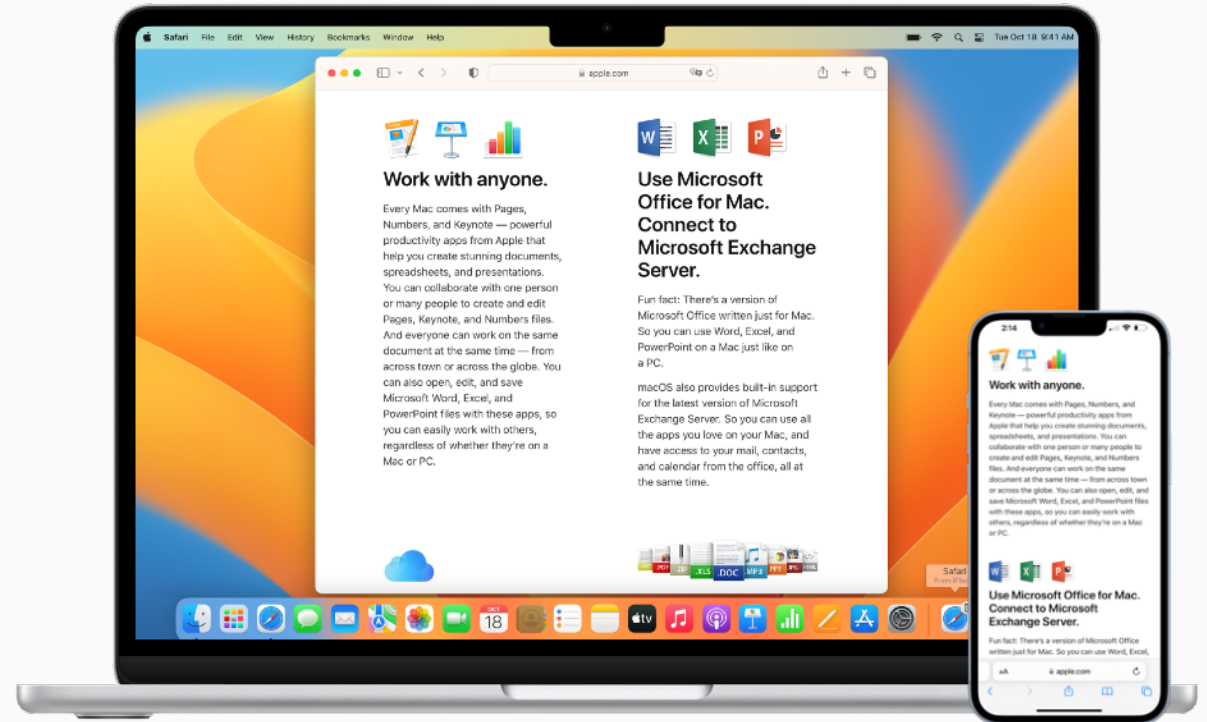 Safari File Edit View History Bookmarks Window Help
Tue Oct 18 9:41 AM
apple.com
Work with anyone.
Every Mac comes with Pages,
Numbers, and Keynote — powerful
productivity apps from Apple that
help you create stunning documents,
spreadsheets, and presentations.
You can collaborate with one person
or many people to create and edit
Pages, Keynote, and Numbers files.
And everyone can work on the same
document at the same time — from
across town or across the globe. You
can also open, edit, and save
Microsoft Word, Excel, and
PowerPoint files with these apps, so
you can easily work with others,
regardless of whether they're on a
Mac or PC.
W X P
Use Microsoft
Office for Mac.
Connect to
Microsoft Exchange
Server.
Fun fact: There's a version of
Microsoft Office written just for Mac.
So you can use Word, Excel, and
PowerPoint on a Mac just like on
a PC.
macOS also provides built-in support
for the latest version of Microsoft
Exchange Server. So you can use all
the apps you love on your Mac, and
have access to your mail, contacts,
and calendar from the office, all at
the same time.
.PDF .ZIP .XLS .DOC .MP3 .PPT .JPG
Safari
OCT
18
tv
2:14
Work with anyone.
Every Mac comes with Pages, Numbers, and
Keynote — powerful productivity apps from
Apple that help you create stunning documents,
spreadsheets, and presentations. You can
collaborate with one person or many people to
create and edit Pages, Keynote, and Numbers
files. And everyone can work on the same
document at the same time — from across town
or across the globe. You can also open, edit, and
save Microsoft Word, Excel, and PowerPoint files
with these apps, so you can easily work with
others, regardless of whether they're on a Mac
or PC.
W X P
Use Microsoft Office for Mac.
Connect to Microsoft
Exchange Server.
Fun fact: There's a version of Microsoft Office
written just for Mac. So you can use Word, Excel,
AA apple.com